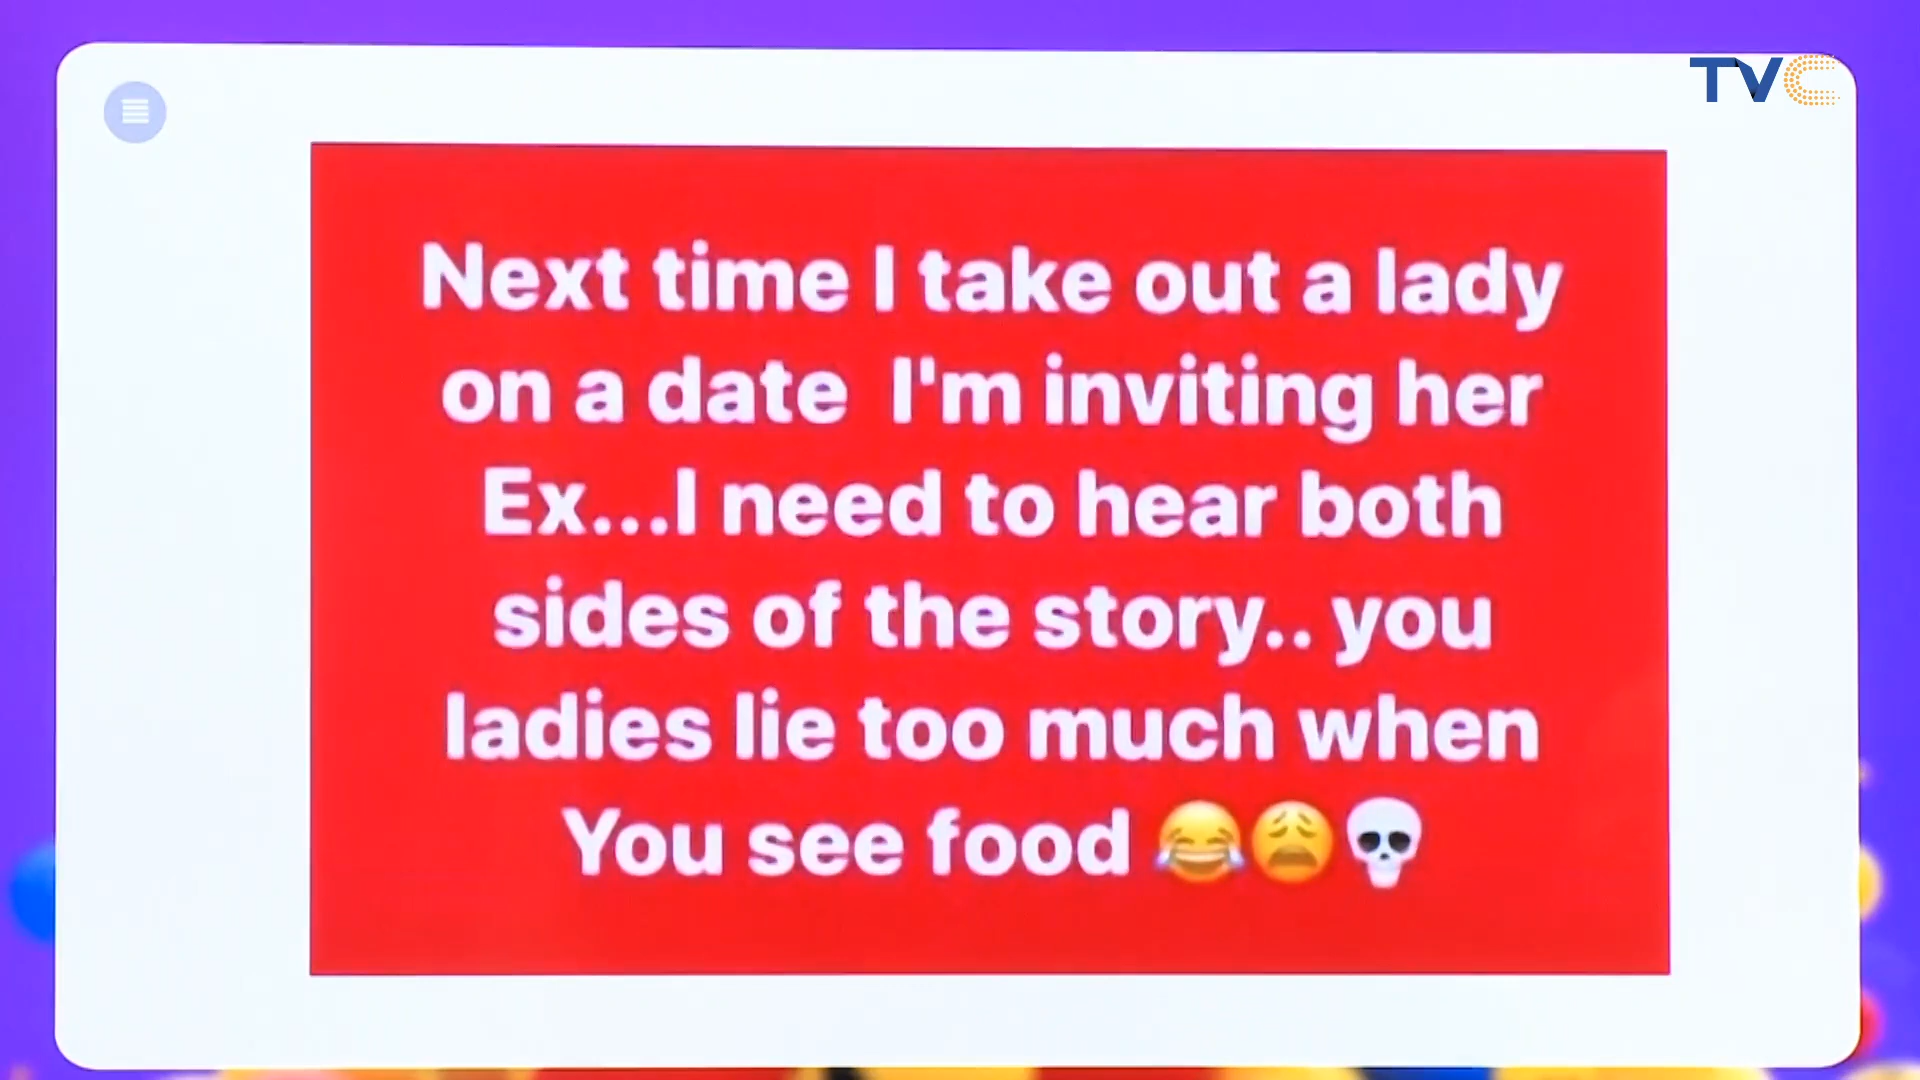 TVC
Next time I take out a lady
on a date  I'm inviting her
Ex...I need to hear both
sides of the story.. you
ladies lie too much when
You see food 😂😩💀